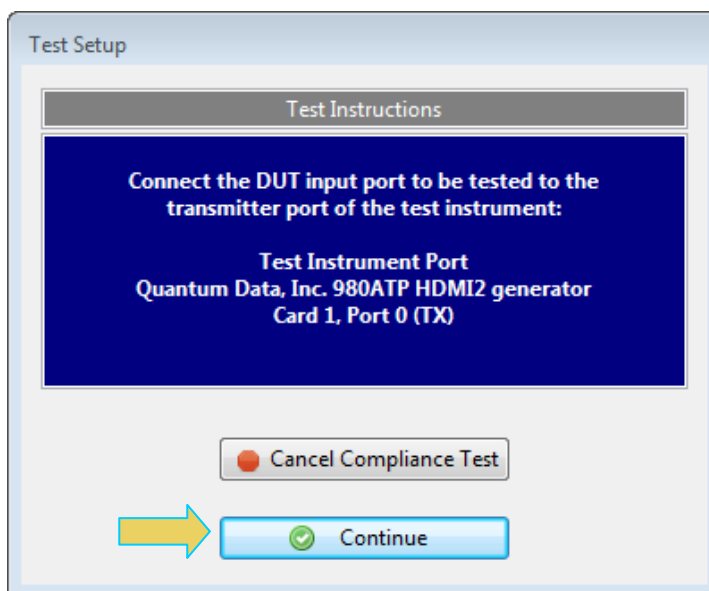 Test Setup
Test Instructions
Connect the DUT input port to be tested to the
transmitter port of the test instrument:
Test Instrument Port
Quantum Data, Inc. 980ATP HDMI2 generator
Card 1, Port 0 (TX)
Cancel Compliance Test
Continue